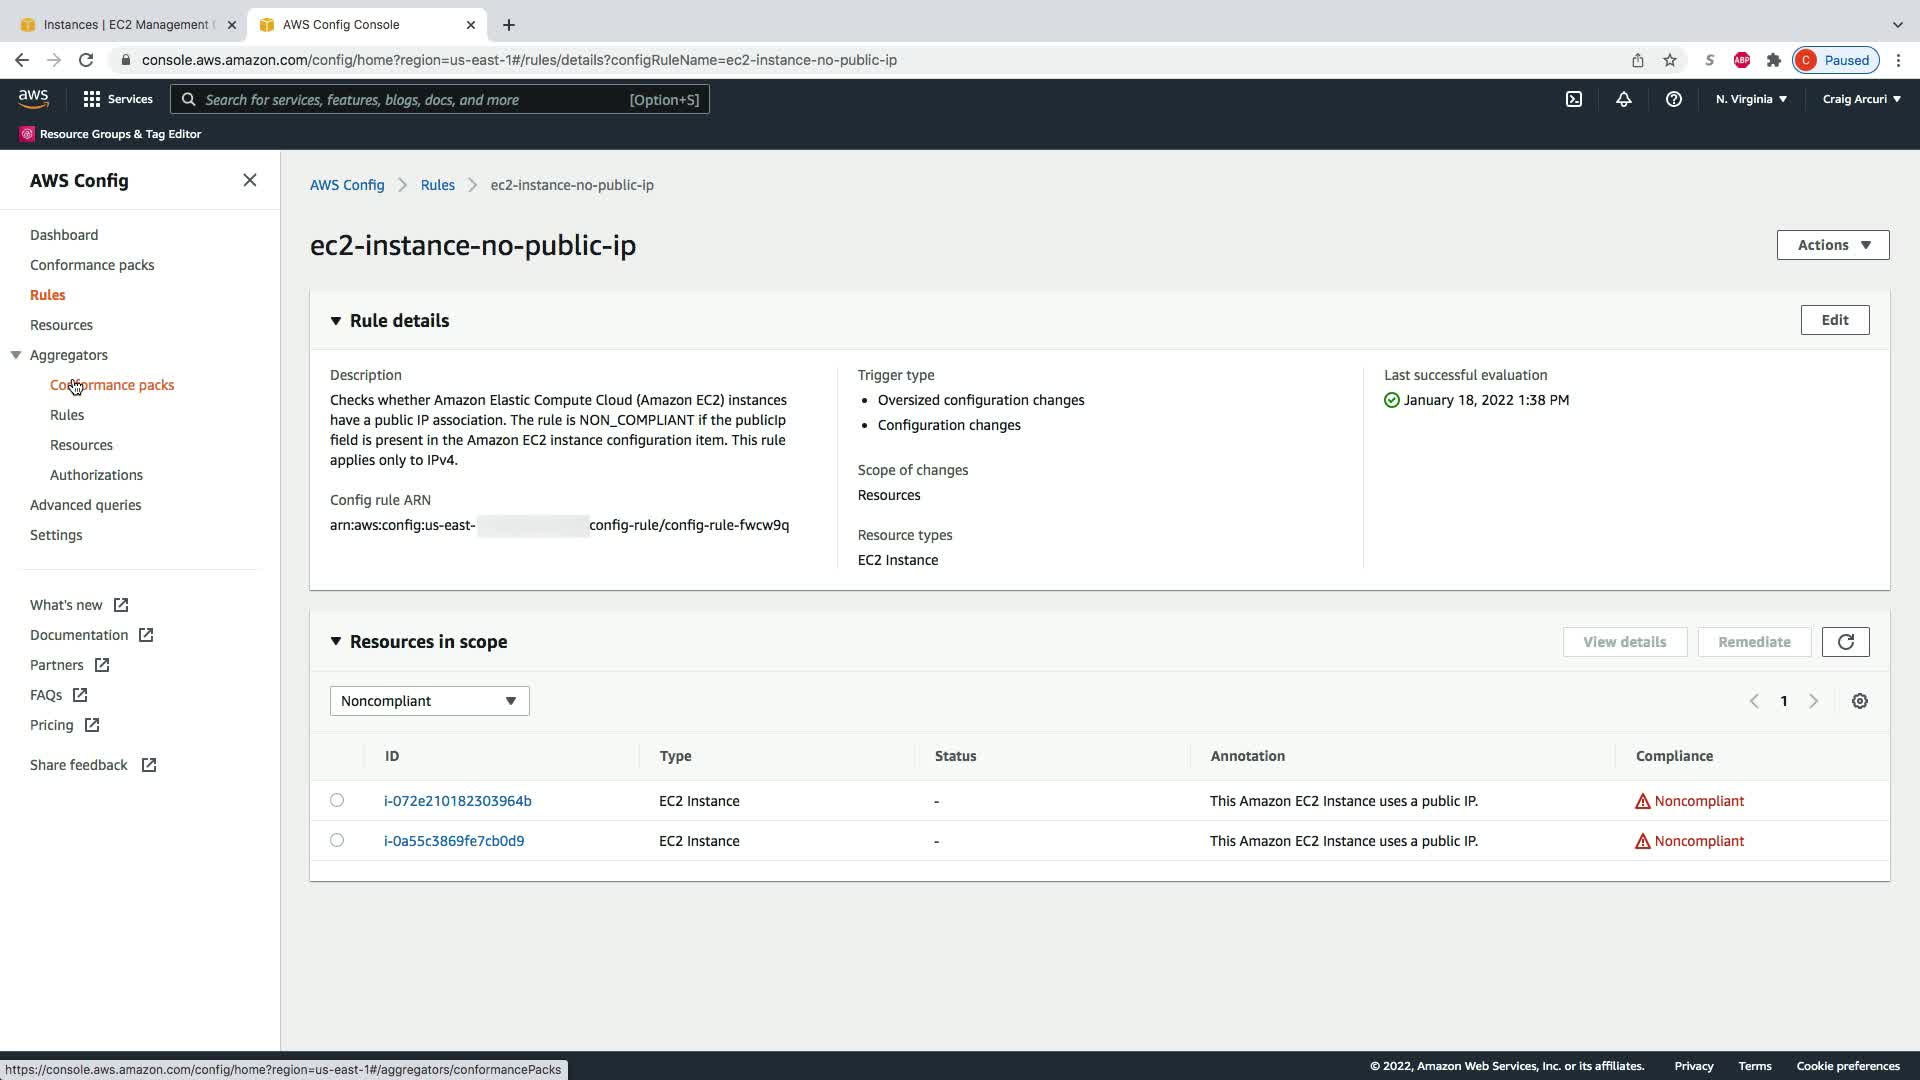 Instances | EC2 Management
AWS Config Console
console.aws.amazon.com/config/home?region=us-east-1#/rules/details?configRuleName=ec2-instance-no-public-ip
S
ABP
C Paused
aws
Services
Search for services, features, blogs, docs, and more [Option+S]
N. Virginia
Craig Arcuri
Resource Groups & Tag Editor
AWS Config
Dashboard
Conformance packs
Rules
Resources
Aggregators
Conformance packs
Rules
Resources
Authorizations
Advanced queries
Settings
What's new
Documentation
Partners
FAQs
Pricing
Share feedback
AWS Config > Rules > ec2-instance-no-public-ip
ec2-instance-no-public-ip
Actions
Rule details
Edit
Description
Checks whether Amazon Elastic Compute Cloud (Amazon EC2) instances
have a public IP association. The rule is NON_COMPLIANT if the publicIp
field is present in the Amazon EC2 instance configuration item. This rule
applies only to IPv4.
Config rule ARN
arn:aws:config:us-east- config-rule/config-rule-fwcw9q
Trigger type
• Oversized configuration changes
• Configuration changes
Scope of changes
Resources
Resource types
EC2 Instance
Last successful evaluation
January 18, 2022 1:38 PM
Resources in scope
View details
Remediate
Noncompliant
1
ID Type Status Annotation Compliance
i-072e210182303964b EC2 Instance - This Amazon EC2 Instance uses a public IP. Noncompliant
i-0a55c3869fe7cb0d9 EC2 Instance - This Amazon EC2 Instance uses a public IP. Noncompliant
https://console.aws.amazon.com/config/home?region=us-east-1#/aggregators/conformancePacks
© 2022, Amazon Web Services, Inc. or its affiliates. Privacy Terms Cookie preferences